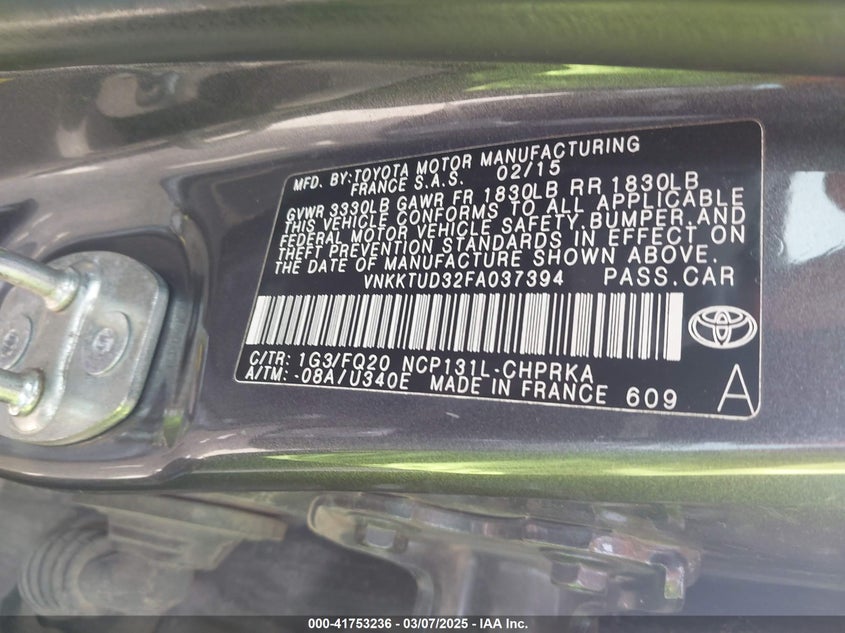 MFD. BY:TOYOTA MOTOR MANUFACTURING
FRANCE S.A.S. 02/15
GVWR 3330LB GAWR FR 1830LB RR 1830LB
THIS VEHICLE CONFORMS TO ALL APPLICABLE
FEDERAL MOTOR VEHICLE SAFETY, BUMPER, AND
THEFT PREVENTION STANDARDS IN EFFECT ON
THE DATE OF MANUFACTURE SHOWN ABOVE.
VNKKTUD32FA037394 PASS.CAR
C/TR: 1G3/FQ20 NCP131L-CHPRKA
A/TM: -08A/U340E MADE IN FRANCE 609 A
000-41753236 - 03/07/2025 - IAA Inc.